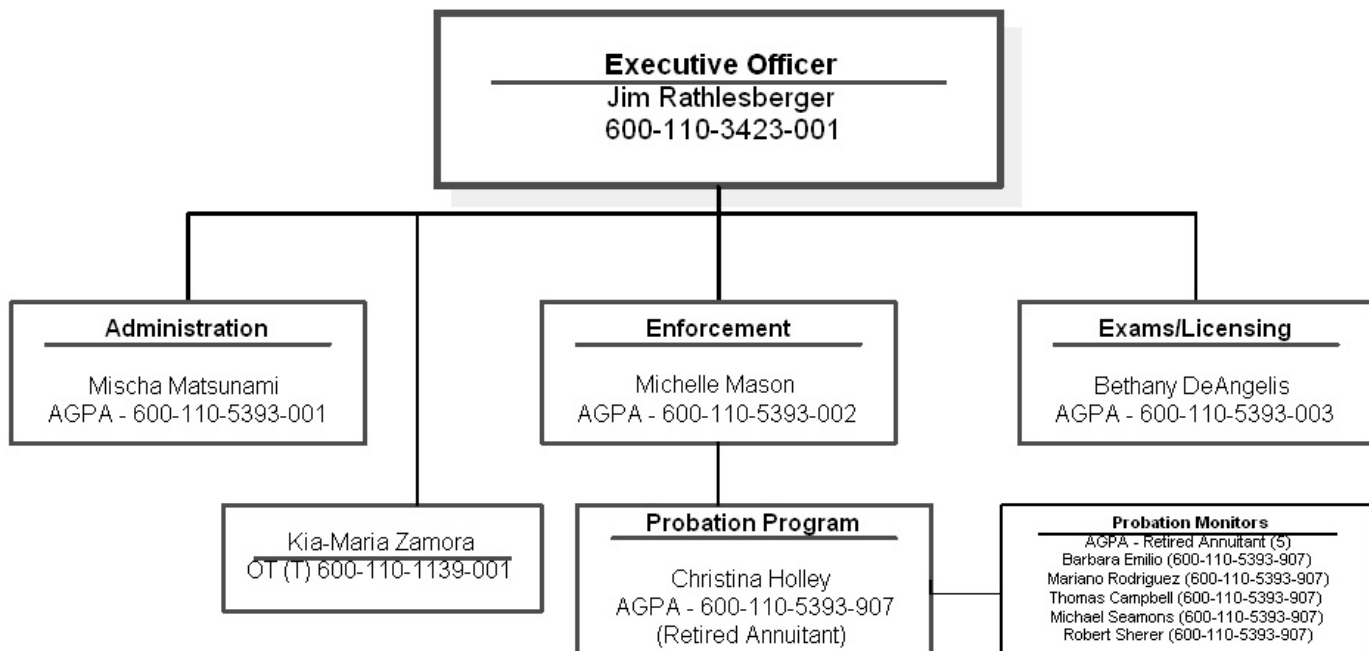 Executive Officer
Jim Rathlesberger
600-110-3423-001
Administration
Mischa Matsunami
AGPA - 600-110-5393-001
Enforcement
Michelle Mason
AGPA - 600-110-5393-002
Exams/Licensing
Bethany DeAngelis
AGPA - 600-110-5393-003
Kia-Maria Zamora
OT (T) 600-110-1139-001
Probation Program
Christina Holley
AGPA - 600-110-5393-907
(Retired Annuitant)
Probation Monitors
AGPA - Retired Annuitant (5)
Barbara Emilio (600-110-5393-907)
Mariano Rodriguez (600-110-5393-907)
Thomas Campbell (600-110-5393-907)
Michael Seamons (600-110-5393-907)
Robert Sherer (600-110-5393-907)